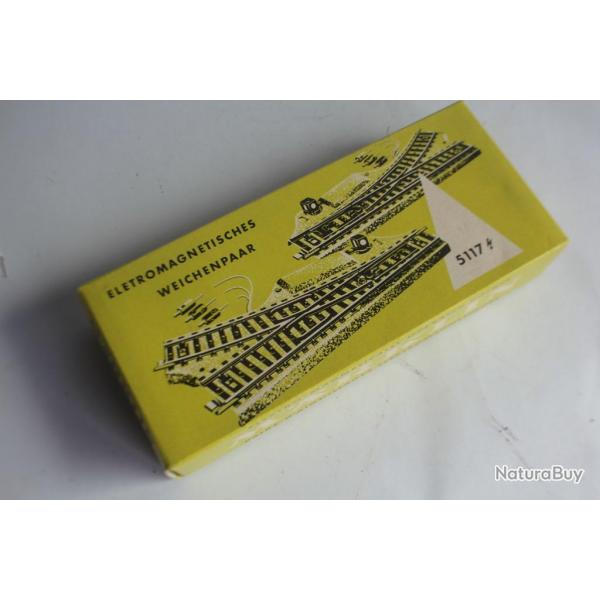 ELETROMAGNETISCHES
WEICHENPAAR
5117
NaturaBuy